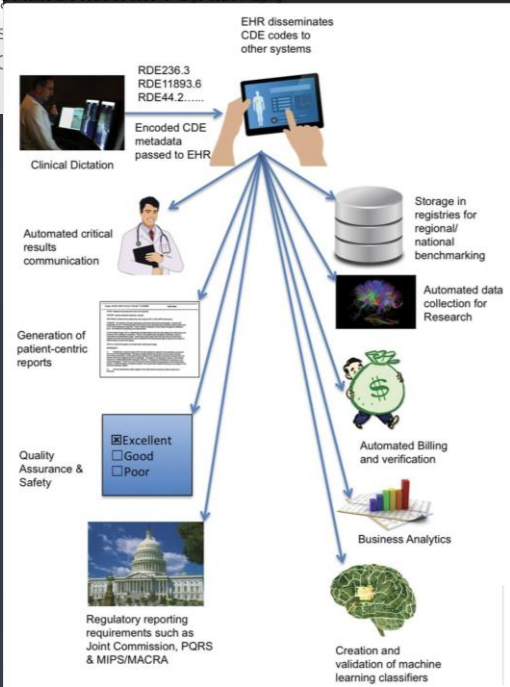 EHR disseminates
CDE codes to
other systems
RDE236.3
RDE11893.6
RDE44.2......
Encoded CDE
metadata
passed to EHR
Clinical Dictation
Automated critical
results
communication
Storage in
registries for
regional/
national
benchmarking
Automated data
collection for
Research
Generation of
patient-centric
reports
$
Automated Billing
and verification
Quality
Assurance &
Safety
☒Excellent
☐Good
☐Poor
Business Analytics
Regulatory reporting
requirements such as
Joint Commission, PQRS
& MIPS/MACRA
Creation and
validation of machine
learning classifiers